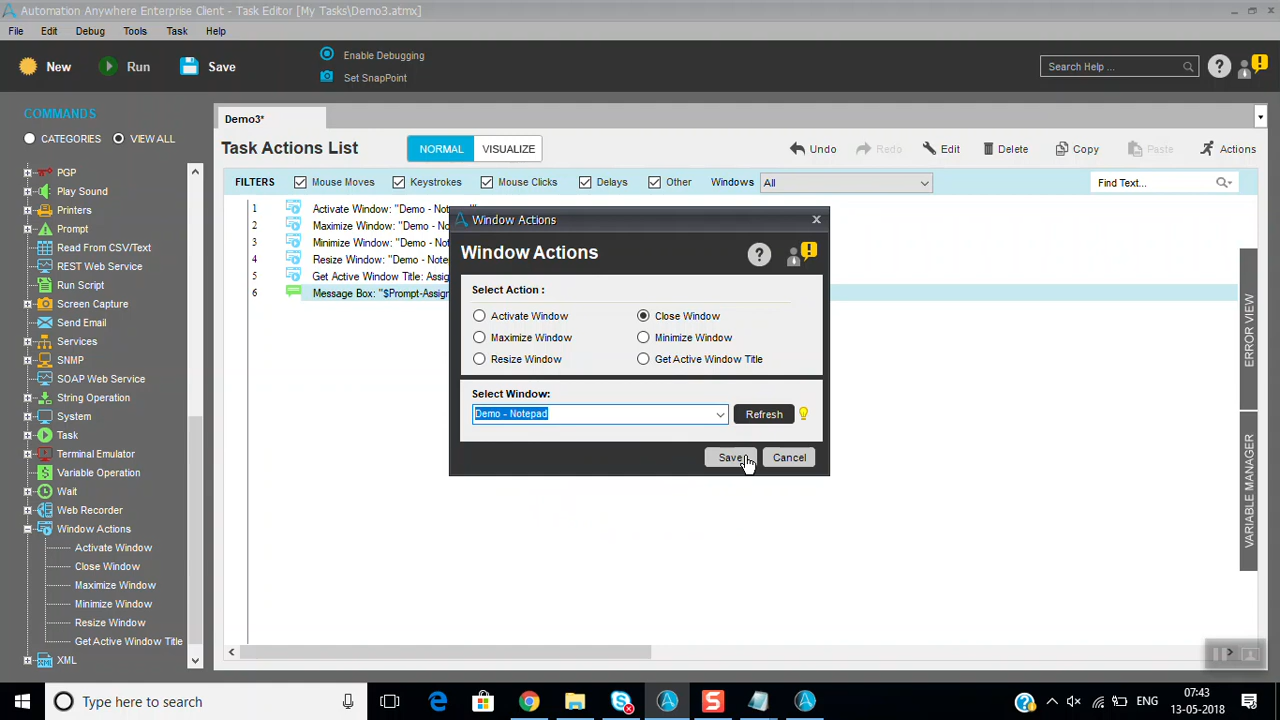 Automation Anywhere Enterprise Client - Task Editor [My Tasks\Demo3.atmx]
File Edit Debug Tools Task Help
New Run Save
Enable Debugging
Set SnapPoint
Search Help ...
COMMANDS
CATEGORIES VIEW ALL
PGP
Play Sound
Printers
Prompt
Read From CSV/Text
REST Web Service
Run Script
Screen Capture
Send Email
Services
SNMP
SOAP Web Service
String Operation
System
Task
Terminal Emulator
Variable Operation
Wait
Web Recorder
Window Actions
Activate Window
Close Window
Maximize Window
Minimize Window
Resize Window
Get Active Window Title
XML
Demo3*
Task Actions List NORMAL VISUALIZE Undo Redo Edit Delete Copy Paste Actions
FILTERS Mouse Moves Keystrokes Mouse Clicks Delays Other Windows All Find Text...
1 Activate Window: "Demo - Notepad"
2 Maximize Window: "Demo - Not
3 Minimize Window: "Demo - Not
4 Resize Window: "Demo - Notep
5 Get Active Window Title: Assig
6 Message Box: "$Prompt-Assign
Window Actions
Window Actions
Select Action :
Activate Window Close Window
Maximize Window Minimize Window
Resize Window Get Active Window Title
Select Window:
Demo - Notepad Refresh
Save Cancel
ERROR VIEW
VARIABLE MANAGER
Type here to search
ENG
07:43
13-05-2018